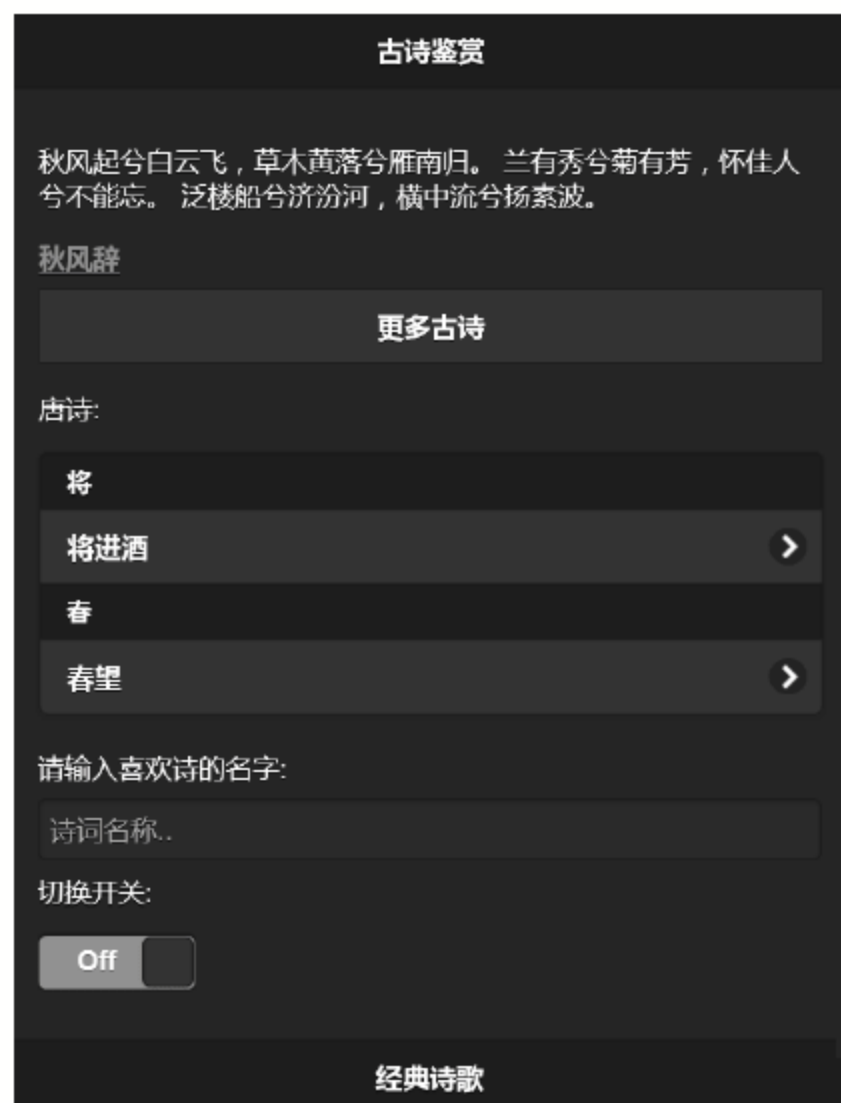 古诗鉴赏
秋风起兮白云飞，草木黄落兮雁南归。 兰有秀兮菊有芳，怀佳人
兮不能忘。 泛楼船兮济汾河，横中流兮扬素波。
秋风辞
更多古诗
唐诗:
将
将进酒
春
春望
请输入喜欢诗的名字:
诗词名称..
切换开关:
Off
经典诗歌